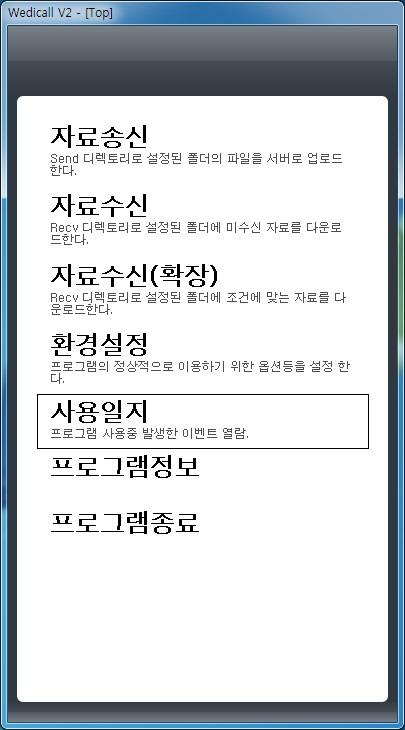 Wedicall V2 - [Top]
자료송신
Send 디렉토리로 설정된 폴더의 파일을 서버로 업로드
한다.
자료수신
Recv 디렉토리로 설정된 폴더에 미수신 자료를 다운로
드한다.
자료수신(확장)
Recv 디렉토리로 설정된 폴더에 조건에 맞는 자료를 다
운로드한다.
환경설정
프로그램의 정상적으로 이용하기 위한 옵션등을 설정 한
다.
사용일지
프로그램 사용중 발생한 이벤트 열람.
프로그램정보
프로그램종료